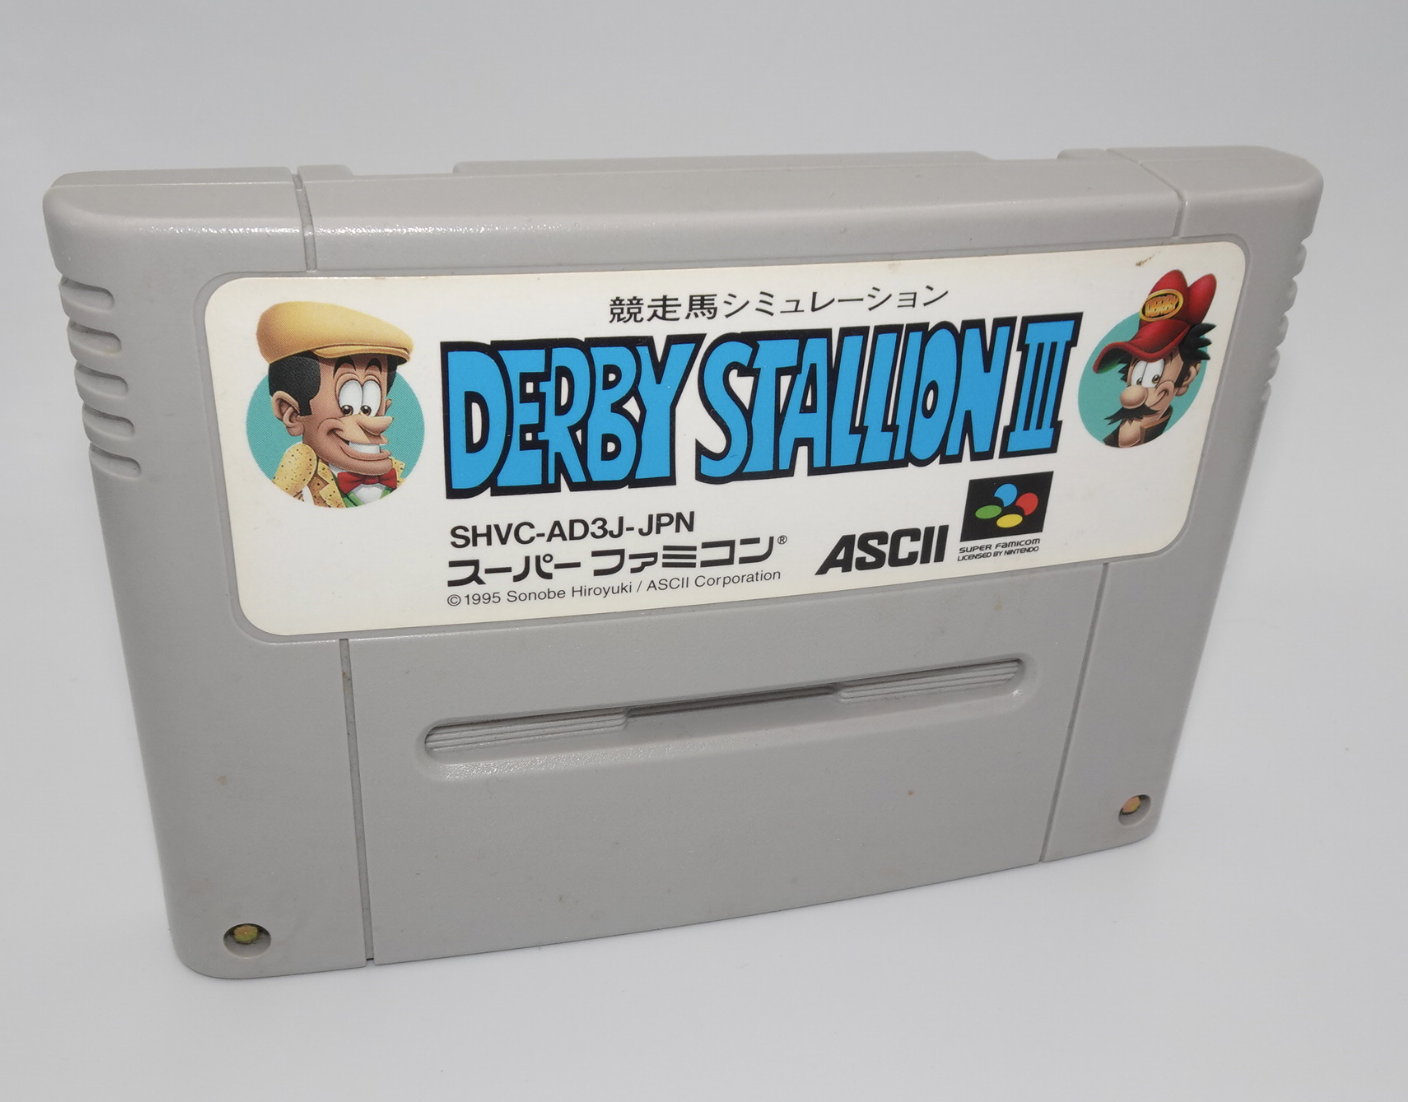 競走馬シミュレーション
DERBY STALLION III
SHVC-AD3J-JPN
スーパーファミコン®
©1995 Sonobe Hiroyuki / ASCII Corporation
ASCII
SUPER FAMICOM
LICENSED BY NINTENDO